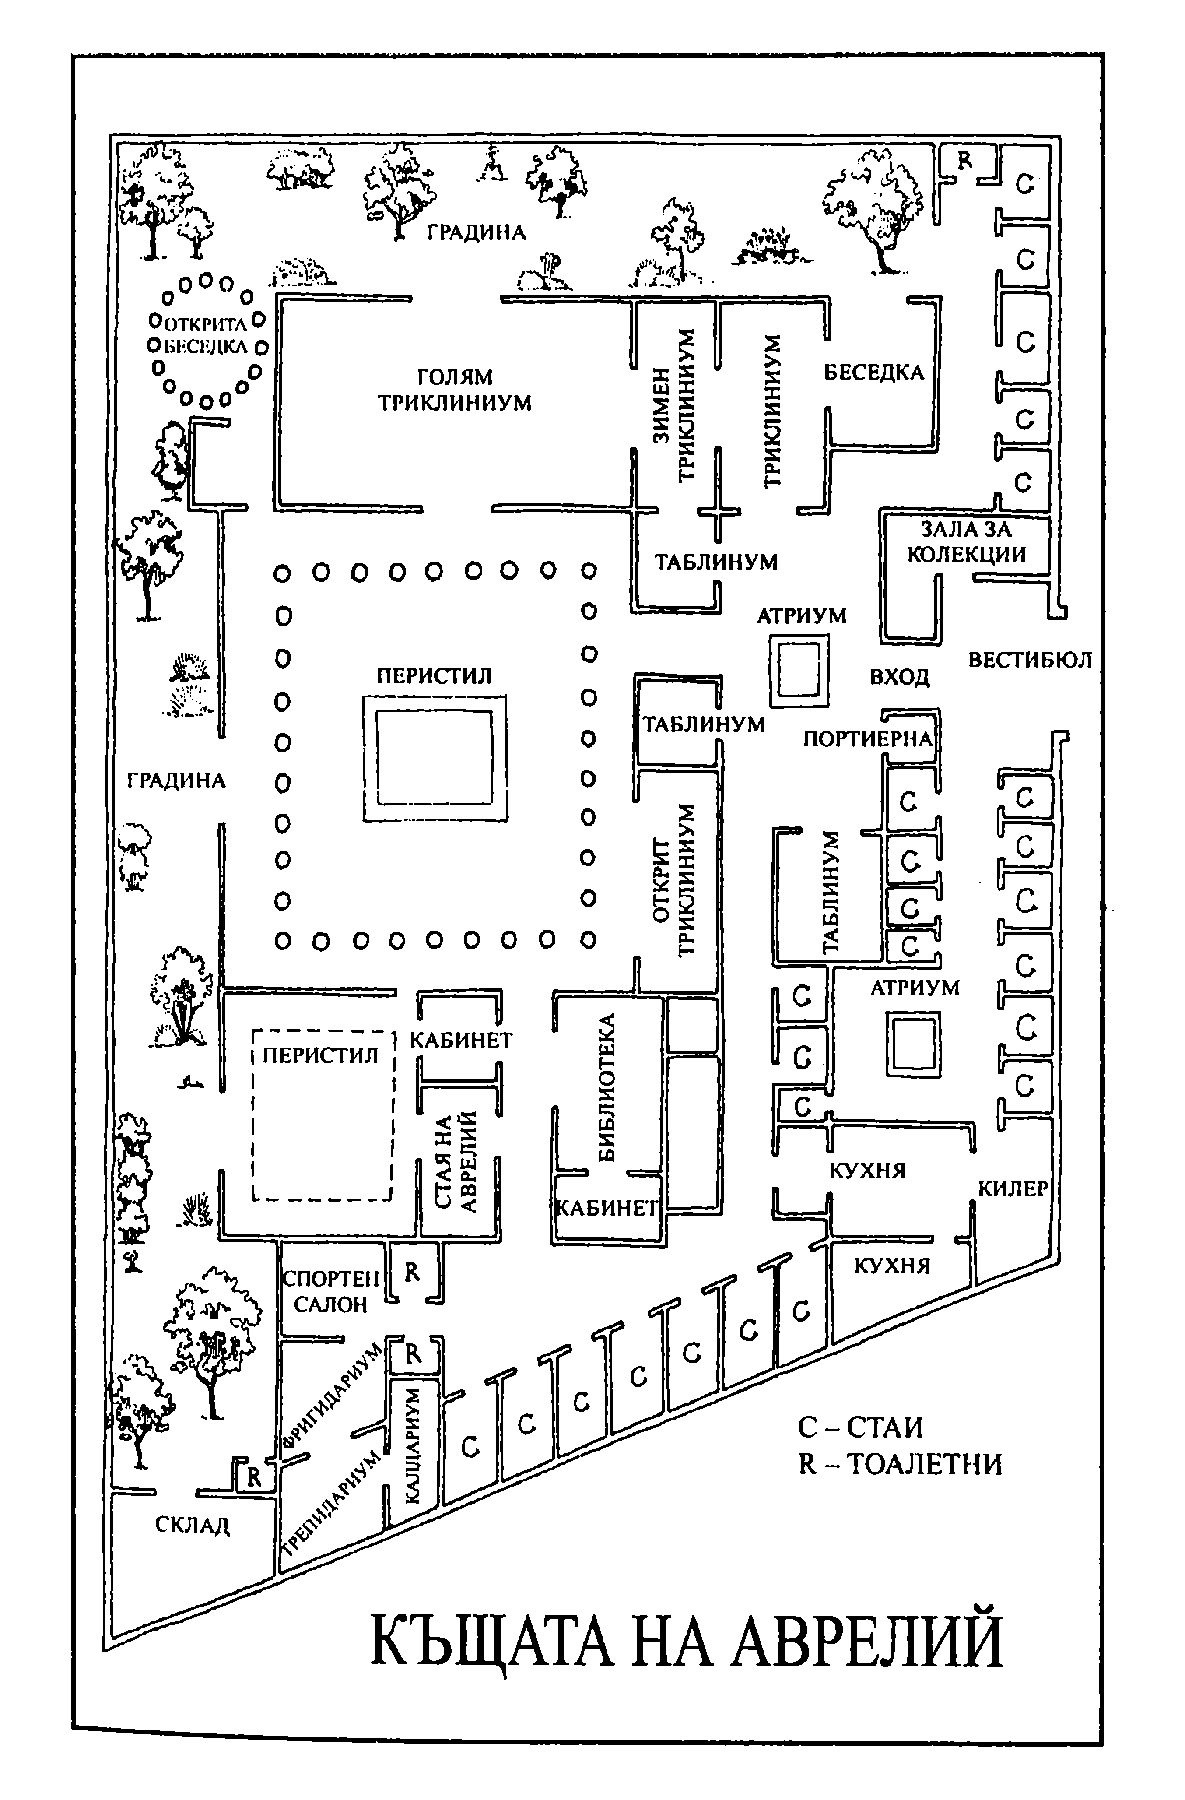 R
C
ГРАДИНА
C
ОТКРИТА
БЕСЕДКА
ГОЛЯМ
ТРИКЛИНИУМ
ЗИМЕН
ТРИКЛИНИУМ
ТРИКЛИНИУМ
БЕСЕДКА
C
C
C
ЗАЛА ЗА
КОЛЕКЦИИ
ТАБЛИНУМ
АТРИУМ
ВЕСТИБЮЛ
ВХОД
ПЕРИСТИЛ
ТАБЛИНУМ
ПОРТИЕРНА
ГРАДИНА
C
C
ОТКРИТ
ТРИКЛИНИУМ
ТАБЛИНУМ
C
C
C
C
C
C
C
АТРИУМ
C
C
ПЕРИСТИЛ
КАБИНЕТ
БИБЛИОТЕКА
C
C
C
СТАЯ НА
АВРЕЛИЙ
КУХНЯ
КИЛЕР
КАБИНЕТ
КУХНЯ
СПОРТЕН
САЛОН
R
C
C
C
C
C
C
C
R
ФРИГИДАРИУМ
КАЛДАРИУМ
ТРЕПИДАРИУМ
R
СКЛАД
C – СТАИ
R – ТОАЛЕТНИ
КЪЩАТА НА АВРЕЛИЙ